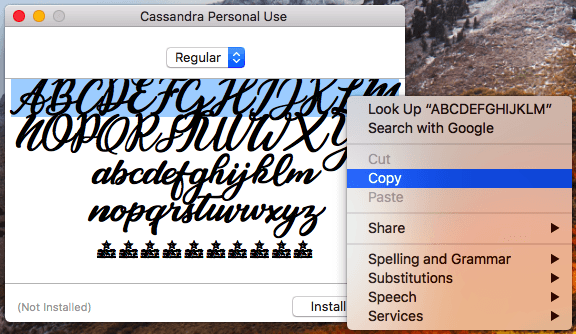 Cassandra Personal Use
Regular
ABCDEFGHIJKLM
NOPQRSTUVWXY
abcdefghijklm
nopqrstuvwxyz
(Not Installed)
Install
Look Up “ABCDEFGHIJKLM”
Search with Google
Cut
Copy
Paste
Share
Spelling and Grammar
Substitutions
Speech
Services